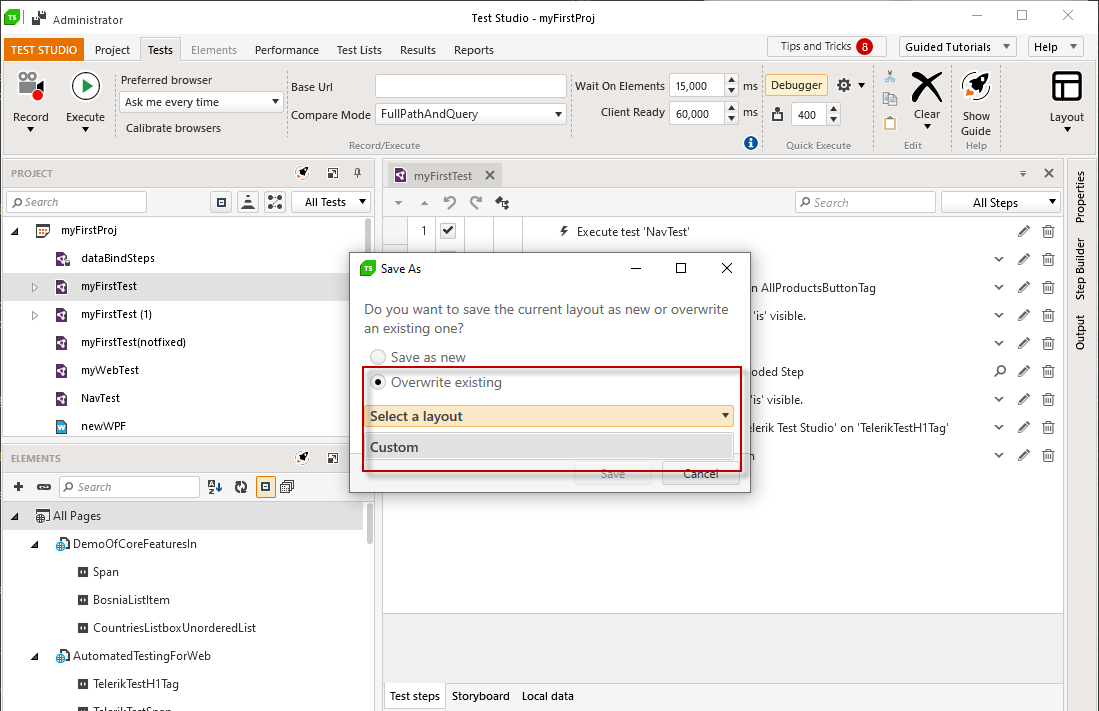 TS Administrator
Test Studio - myFirstProj
TEST STUDIO Project Tests Elements Performance Test Lists Results Reports
Tips and Tricks 8 Guided Tutorials Help
Record
Execute
Preferred browser
Ask me every time
Calibrate browsers
Base Url
Compare Mode FullPathAndQuery
Wait On Elements 15,000 ms
Client Ready 60,000 ms
Record/Execute
Debugger
400
Quick Execute
Clear
Edit
Show
Guide
Help
Layout
PROJECT
Search
All Tests
myFirstProj
dataBindSteps
myFirstTest
myFirstTest (1)
myFirstTest(notfixed)
myWebTest
NavTest
newWPF
ELEMENTS
Search
All Pages
DemoOfCoreFeaturesIn
Span
BosniaListItem
CountriesListboxUnorderedList
AutomatedTestingForWeb
TelerikTestH1Tag
TelerikTestSpan
myFirstTest
Search
All Steps
1 Execute test 'NavTest'
n AllProductsButtonTag
'is' visible.
oded Step
'is' visible.
elerik Test Studio' on 'TelerikTestH1Tag'
n
TS Save As
Do you want to save the current layout as new or overwrite
an existing one?
Save as new
Overwrite existing
Select a layout
Custom
Save Cancel
Test steps Storyboard Local data
Properties
Step Builder
Output